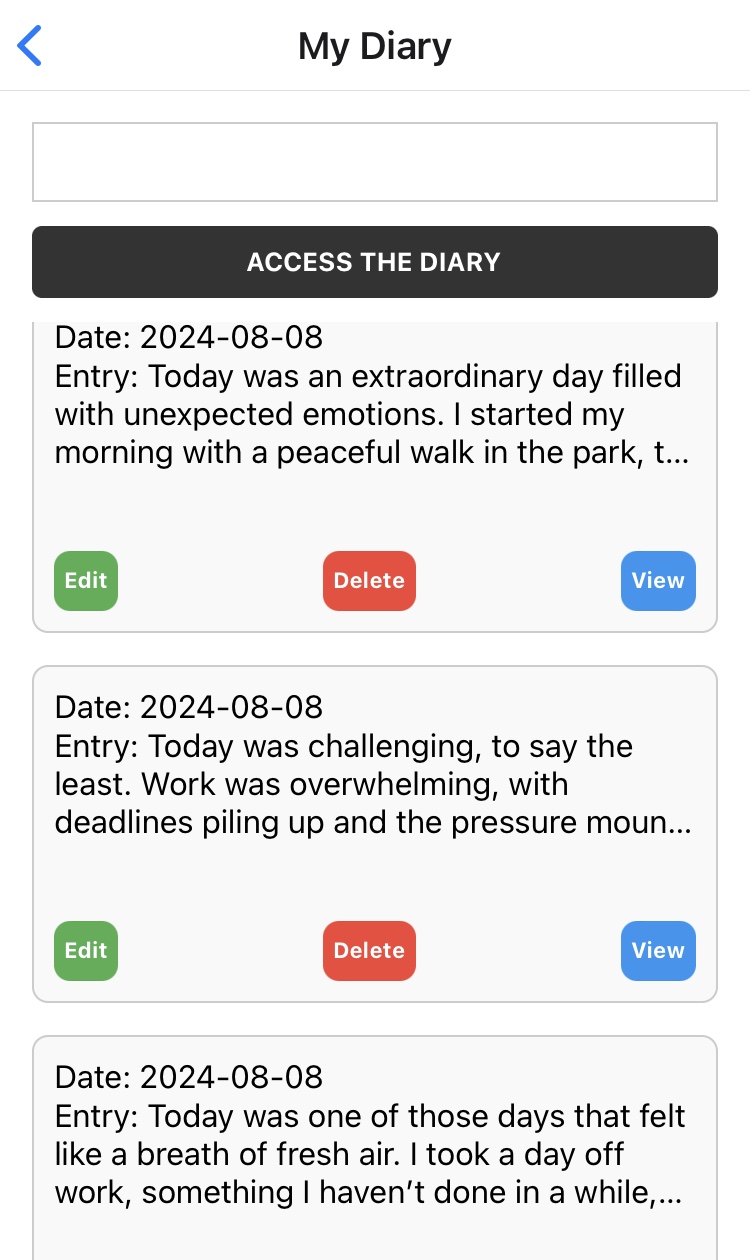 My Diary
ACCESS THE DIARY
Date: 2024-08-08
Entry: Today was an extraordinary day filled
with unexpected emotions. I started my
morning with a peaceful walk in the park, t...
Edit
Delete
View
Date: 2024-08-08
Entry: Today was challenging, to say the
least. Work was overwhelming, with
deadlines piling up and the pressure moun...
Edit
Delete
View
Date: 2024-08-08
Entry: Today was one of those days that felt
like a breath of fresh air. I took a day off
work, something I haven’t done in a while,...